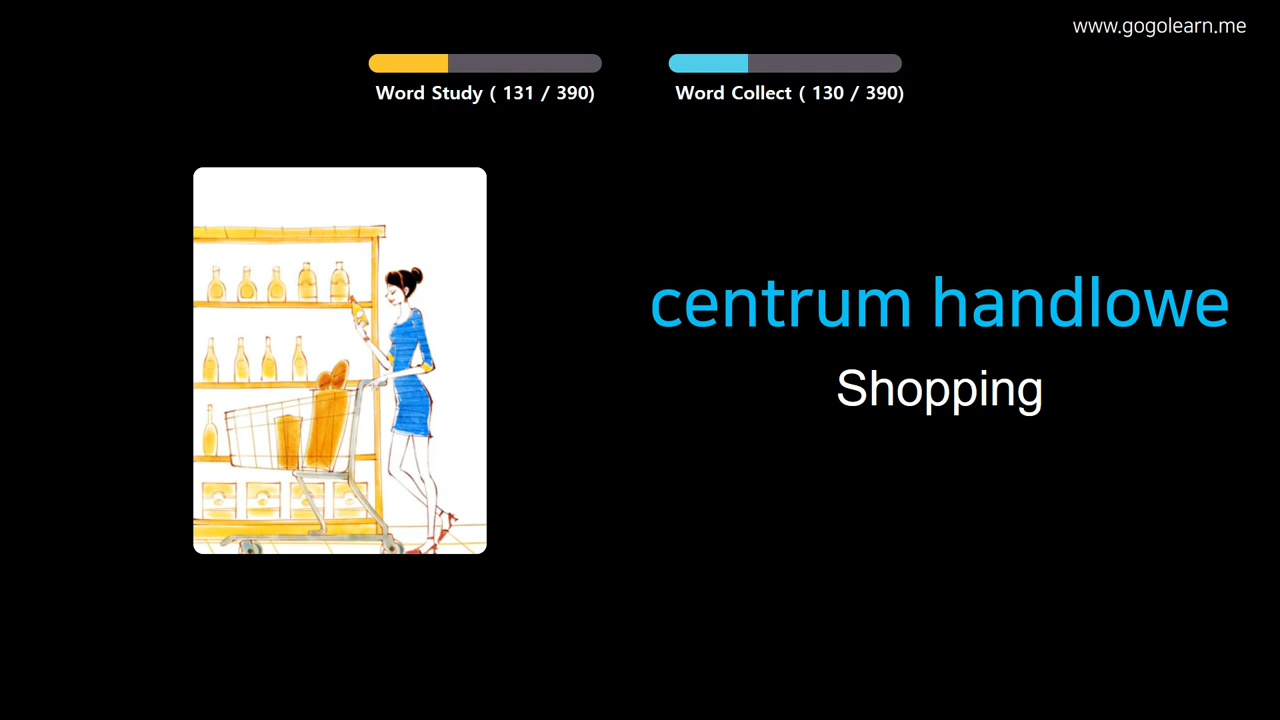 www.gogolearn.me
Word Study ( 131 / 390)
Word Collect ( 130 / 390)
centrum handlowe
Shopping